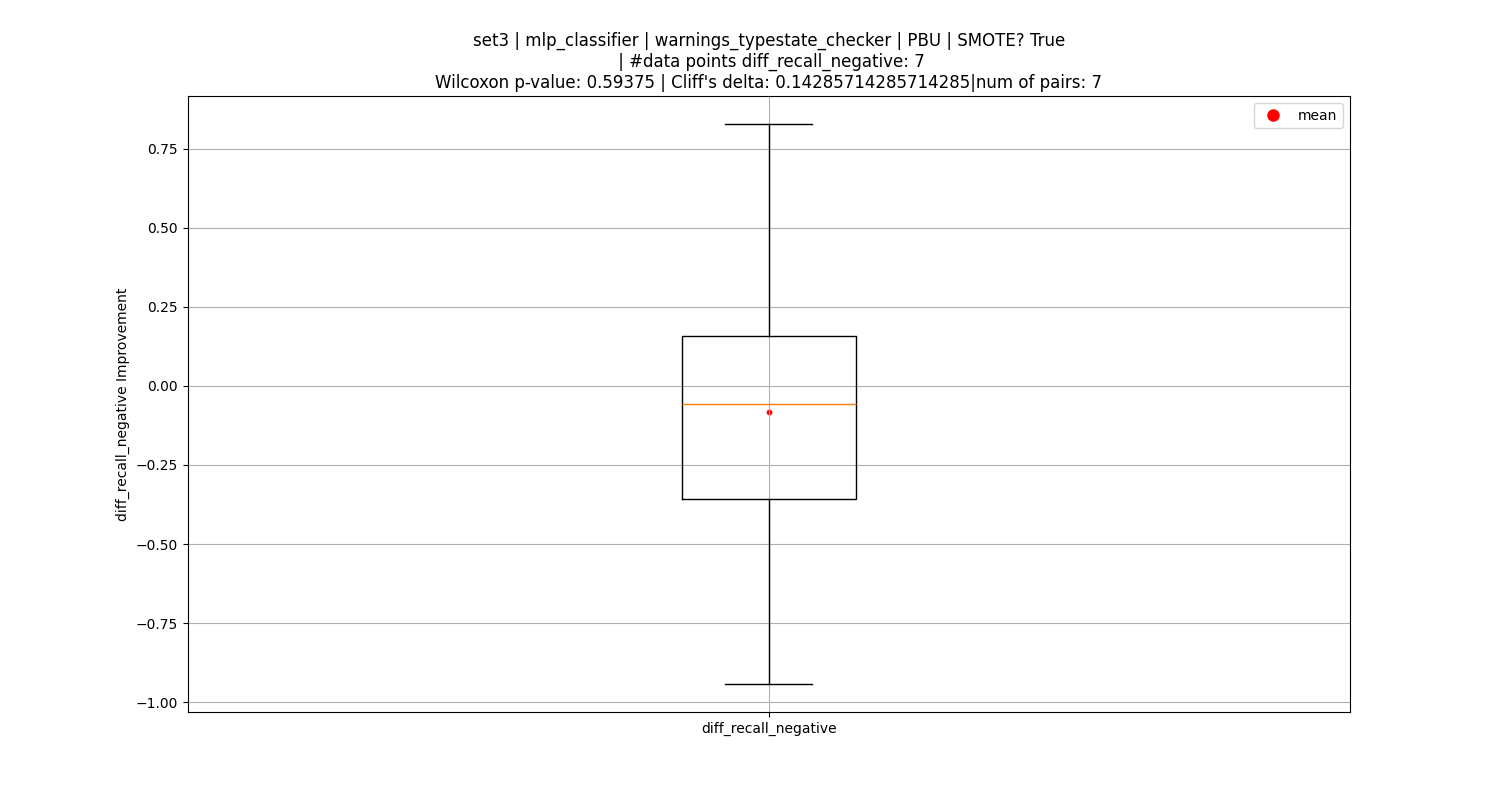 set3 | mlp_classifier | warnings_typestate_checker | PBU | SMOTE? True
| #data points diff_recall_negative: 7
Wilcoxon p-value: 0.59375 | Cliff's delta: 0.14285714285714285|num of pairs: 7
mean
0.75
0.50
0.25
0.00
−0.25
−0.50
−0.75
−1.00
diff_recall_negative Improvement
diff_recall_negative